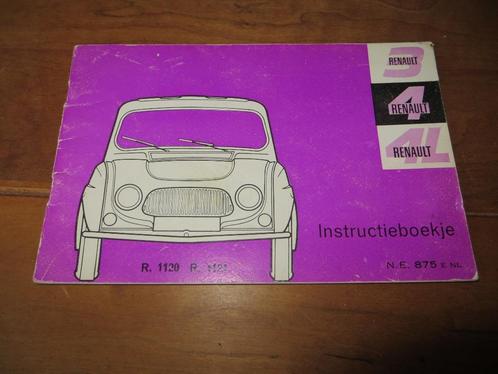 3
RENAULT
4
RENAULT
4L
RENAULT
Instructieboekje
R. 1120 R. 1121
N.E. 875 E NL